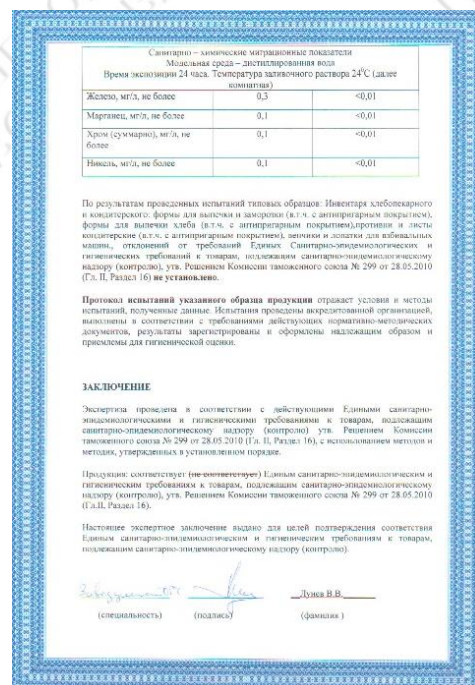 Санитарно – химические миграционные показатели
Модельная среда – дистиллированная вода
Время экспозиции 24 часа. Температура заливочного раствора 24⁰С (далее
комнатная)
Железо, мг/л, не более 0,3 <0,01
Марганец, мг/л, не более 0,1 <0,01
Хром (суммарно), мг/л, не
более 0,1 <0,01
Никель, мг/л, не более 0,1 <0,01
По результатам проведенных испытаний типовых образцов: Инвентаря хлебопекарного
и кондитерского: формы для выпечки и заморозки (в.т.ч. с антипригарным покрытием),
формы для выпечки хлеба (в.т.ч. с антипригарным покрытием),противни и листы
кондитерские (в.т.ч. с антипригарным покрытием), венчики и лопатки для взбивальных
машин., отклонений от требований Единых Санитарно-эпидемиологических и
гигиенических требований к товарам, подлежащим санитарно-эпидемиологическому
надзору (контролю), утв. Решением Комиссии таможенного союза № 299 от 28.05.2010
(Гл. II, Раздел 16) не установлено.
Протокол испытаний указанного образца продукции отражает условия и методы
испытаний, полученные данные. Испытания проведены аккредитованной организацией,
выполнены в соответствии с требованиями действующих нормативно-методических
документов, результаты зарегистрированы и оформлены надлежащим образом и
приемлемы для гигиенической оценки.
ЗАКЛЮЧЕНИЕ
Экспертиза проведена в соответствии с действующими Едиными санитарно-
эпидемиологическими и гигиеническими требованиями к товарам, подлежащим
санитарно-эпидемиологическому надзору (контролю) утв. Решением Комиссии
таможенного союза № 299 от 28.05.2010 (Гл. II, Раздел 16), с использованием методов и
методик, утвержденных в установленном порядке.
Продукция: соответствует (не соответствует) Единым санитарно-эпидемиологическим и
гигиеническим требованиям к товарам, подлежащим санитарно-эпидемиологическому
надзору (контролю), утв. Решением Комиссии таможенного союза № 299 от 28.05.2010
(Гл.II, Раздел 16).
Настоящее экспертное заключение выдано для целей подтверждения соответствия
Единым санитарно-эпидемиологическим и гигиеническим требованиям к товарам,
подлежащим санитарно-эпидемиологическому надзору (контролю).
Лунев В.В.
(специальность) (подпись) (фамилия )